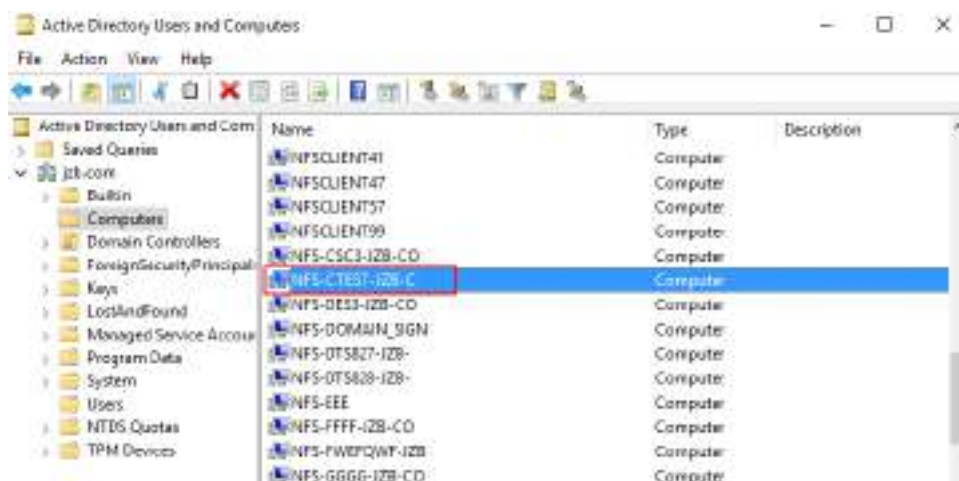 Active Directory Users and Computers
File Action View Help
Active Directory Users and Com
Name Type Description
Saved Queries
jzb.com
Builtin
Computers
Domain Controllers
ForeignSecurityPrincipal
Keys
LostAndFound
Managed Service Accou
Program Data
System
Users
NTDS Quotas
TPM Devices
NFSCLIENT41 Computer
NFSCLIENT47 Computer
NFSCLIENT57 Computer
NFSCLIENT99 Computer
NFS-CSC3-JZB-CO Computer
Computer
NFS-DES3-JZB-CO Computer
NFS-DOMAIN_SIGN Computer
NFS-DTS827-JZB- Computer
NFS-DTS828-JZB- Computer
NFS-EEE Computer
NFS-FFFF-JZB-CO Computer
NFS-FWEFQWF-JZB Computer
NFS-GGGG-JZB-CO Computer